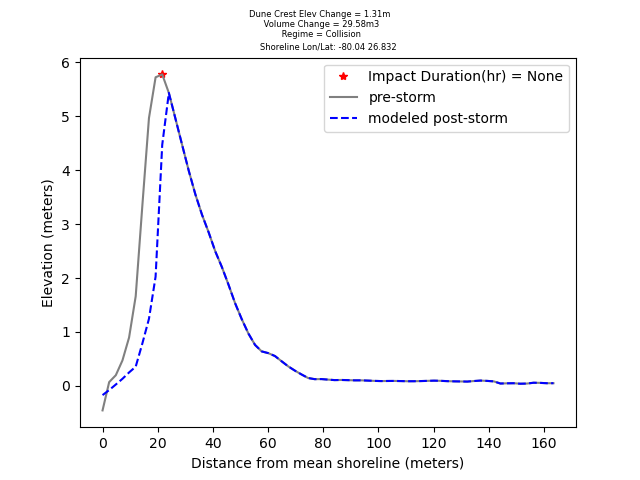 Dune Crest Elev Change = 1.31m
Volume Change = 29.58m3
Regime = Collision
Shoreline Lon/Lat: -80.04 26.832
Impact Duration(hr) = None
pre-storm
modeled post-storm
Elevation (meters)
6
5
4
3
2
1
0
0 20 40 60 80 100 120 140 160
Distance from mean shoreline (meters)